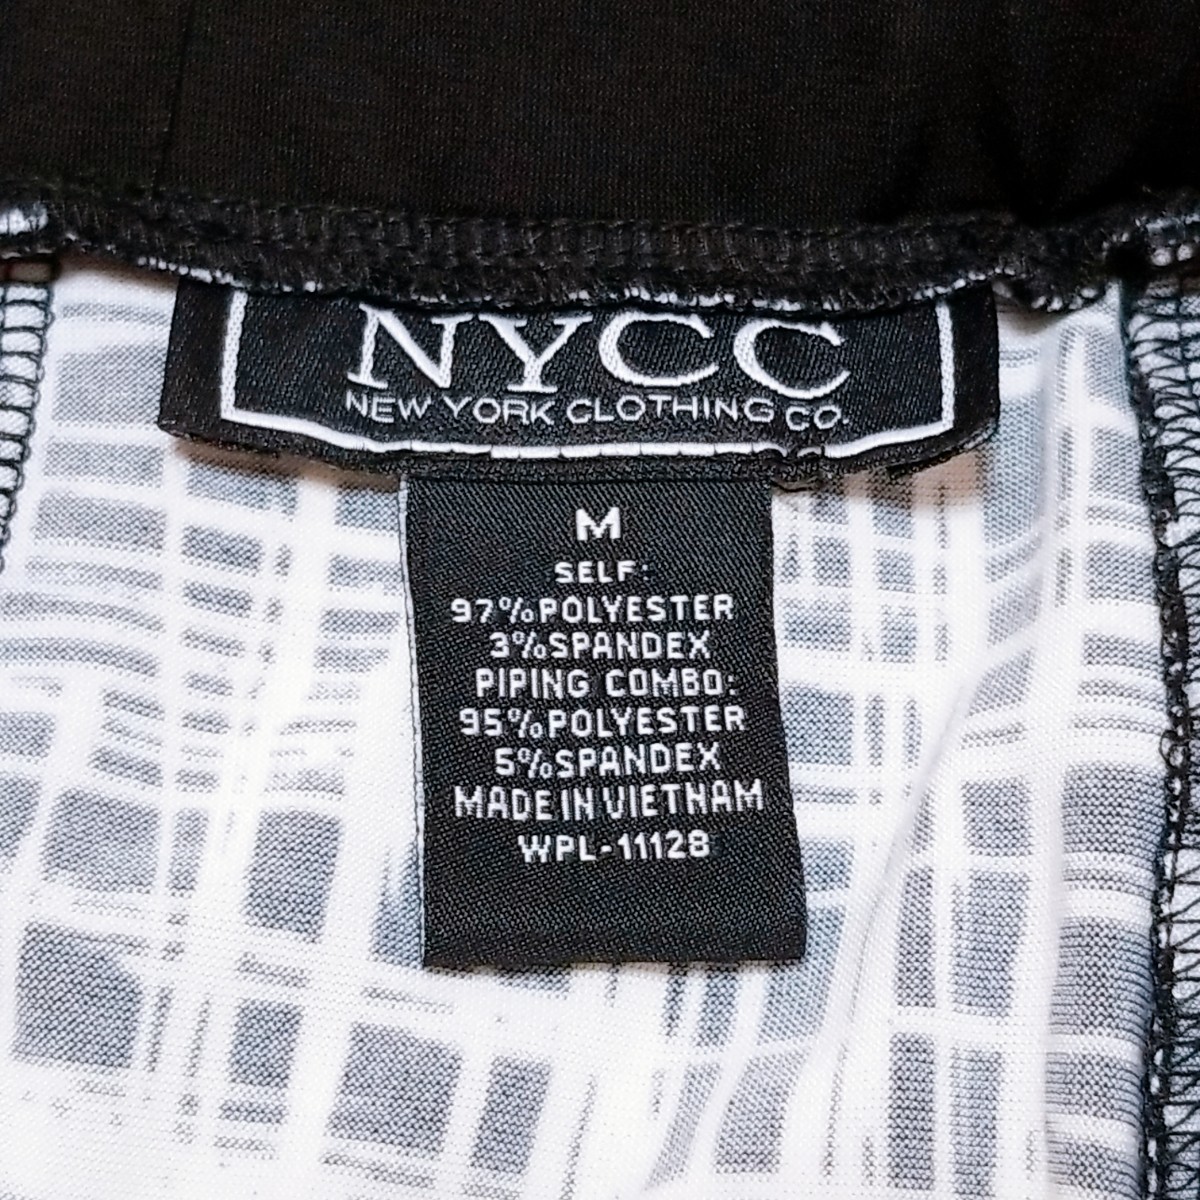 NYCC
NEW YORK CLOTHING CO.
M
SELF:
97%POLYESTER
3%SPANDEX
PIPING COMBO:
95%POLYESTER
5%SPANDEX
MADE IN VIETNAM
WPL-11128